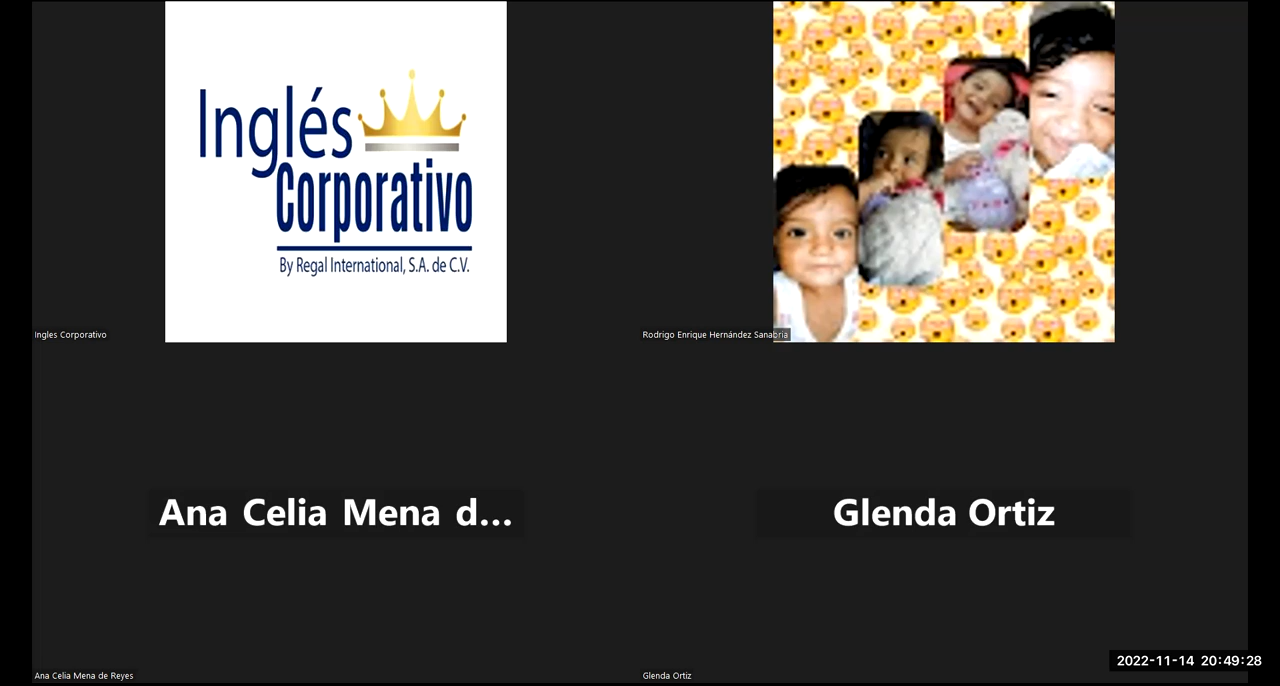 Inglés
Corporativo
By Regal International, S.A. de C.V.
Ingles Corporativo
Rodrigo Enrique Hernández Sanabria
Ana Celia Mena d...
Glenda Ortiz
Ana Celia Mena de Reyes
Glenda Ortiz
2022-11-14 20:49:28